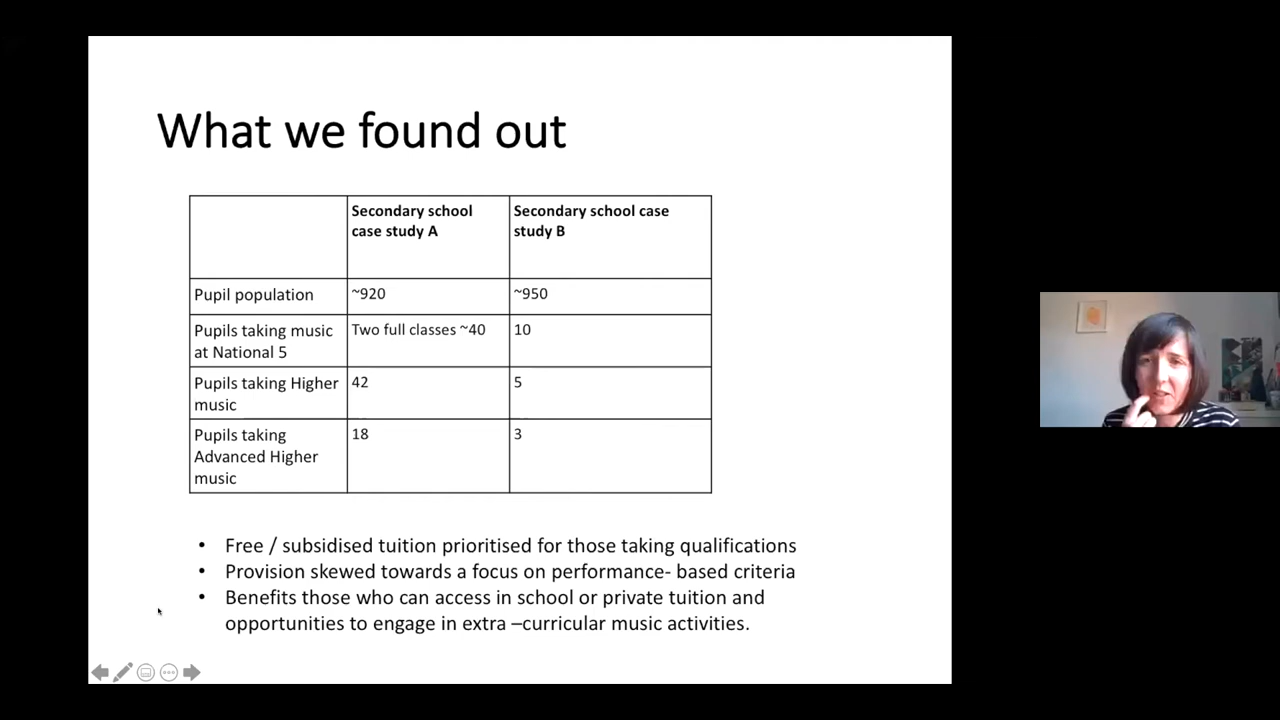 What we found out
Secondary school
case study A
Secondary school case
study B
Pupil population
~920
~950
Pupils taking music
at National 5
Two full classes ~40
10
Pupils taking Higher
music
42
5
Pupils taking
Advanced Higher
music
18
3
• Free / subsidised tuition prioritised for those taking qualifications
• Provision skewed towards a focus on performance- based criteria
• Benefits those who can access in school or private tuition and
opportunities to engage in extra –curricular music activities.